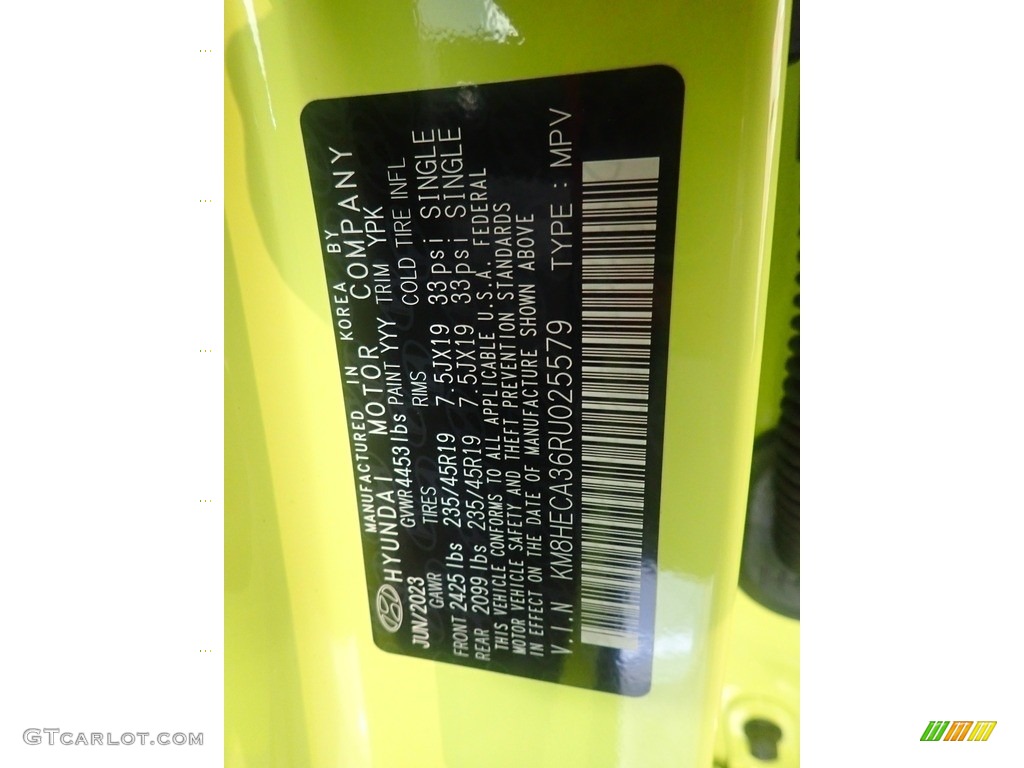 MANUFACTURED IN KOREA BY
HYUNDAI MOTOR COMPANY
JUN/2023 GVWR 4453lbs PAINT YYY TRIM YPK
GAWR TIRES RIMS COLD TIRE INFL
FRONT 2425lbs 235/45R19 7.5JX19 33psi SINGLE
REAR 2099lbs 235/45R19 7.5JX19 33psi SINGLE
THIS VEHICLE CONFORMS TO ALL APPLICABLE U.S.A. FEDERAL
MOTOR VEHICLE SAFETY AND THEFT PREVENTION STANDARDS
IN EFFECT ON THE DATE OF MANUFACTURE SHOWN ABOVE
V.I.N KM8HECA36RU025579 TYPE : MPV
GTCARLOT.COM